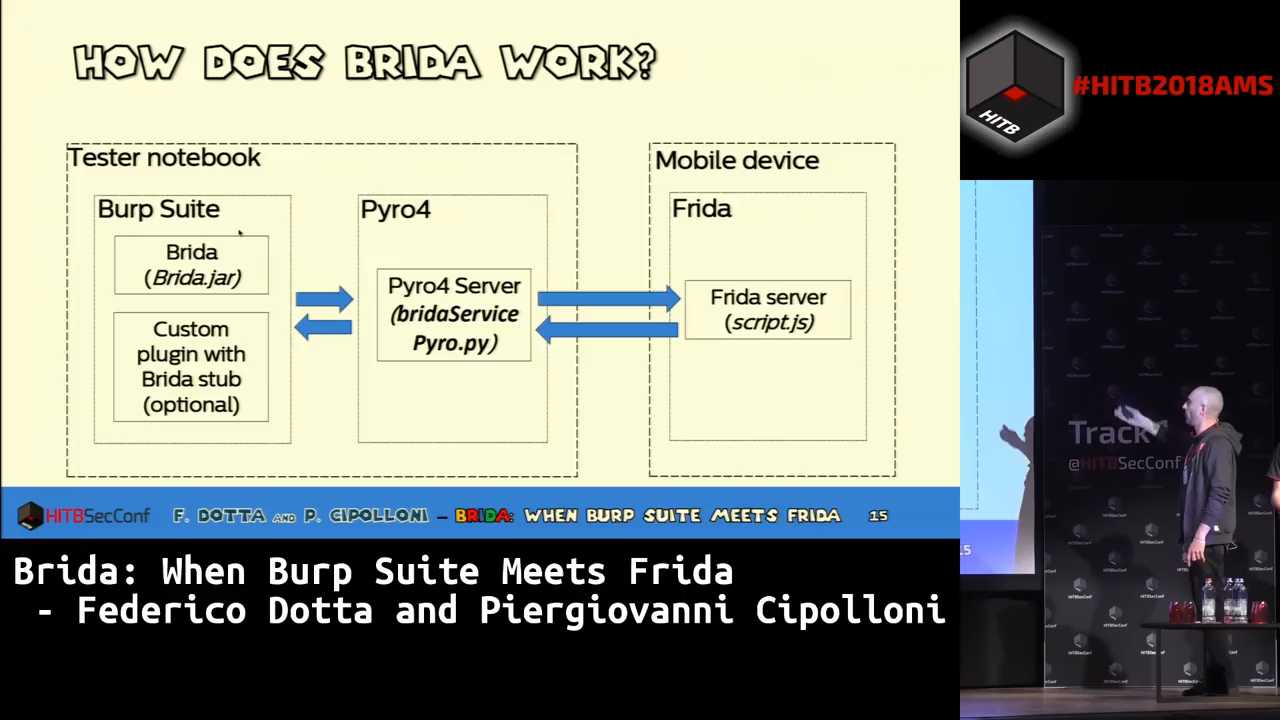 HOW DOES BRIDA WORK?
Tester notebook
Burp Suite
Brida
(Brida.jar)
Custom
plugin with
Brida stub
(optional)
Pyro4
Pyro4 Server
(bridaService
Pyro.py)
Mobile device
Frida
Frida server
(script.js)
HITBSecConf F. DOTTA AND P. CIPOLLONI – BRIDA: WHEN BURP SUITE MEETS FRIDA 15
Brida: When Burp Suite Meets Frida
- Federico Dotta and Piergiovanni Cipolloni
HITB
#HITB2018AMS
Track
@HITBSecConf